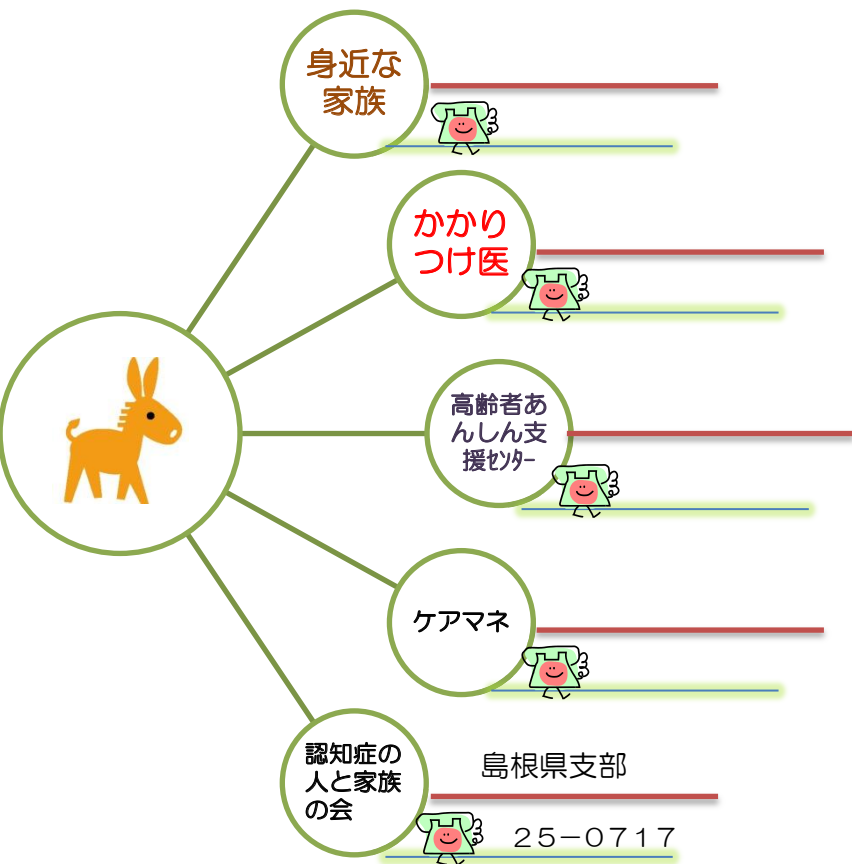 身近な
家族
かかり
つけ医
高齢者あ
んしん支
援ｾﾝﾀｰ
ケアマネ
認知症の
人と家族
の会
島根県支部
２５－０７１７